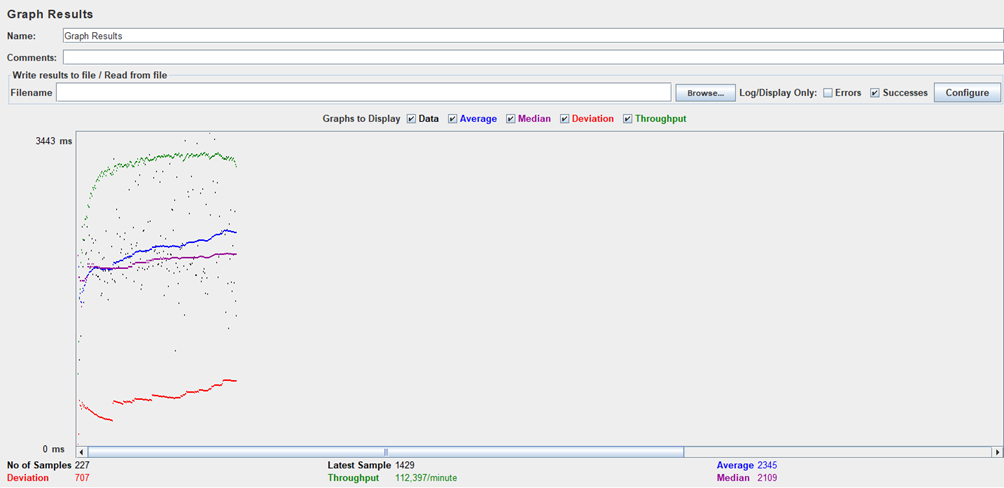 Graph Results
Name: Graph Results
Comments:
Write results to file / Read from file
Filename Browse... Log/Display Only: Errors Successes Configure
Graphs to Display Data Average Median Deviation Throughput
3443 ms
0 ms
No of Samples 227 Latest Sample 1429 Average 2345
Deviation 707 Throughput 112,397/minute Median 2109